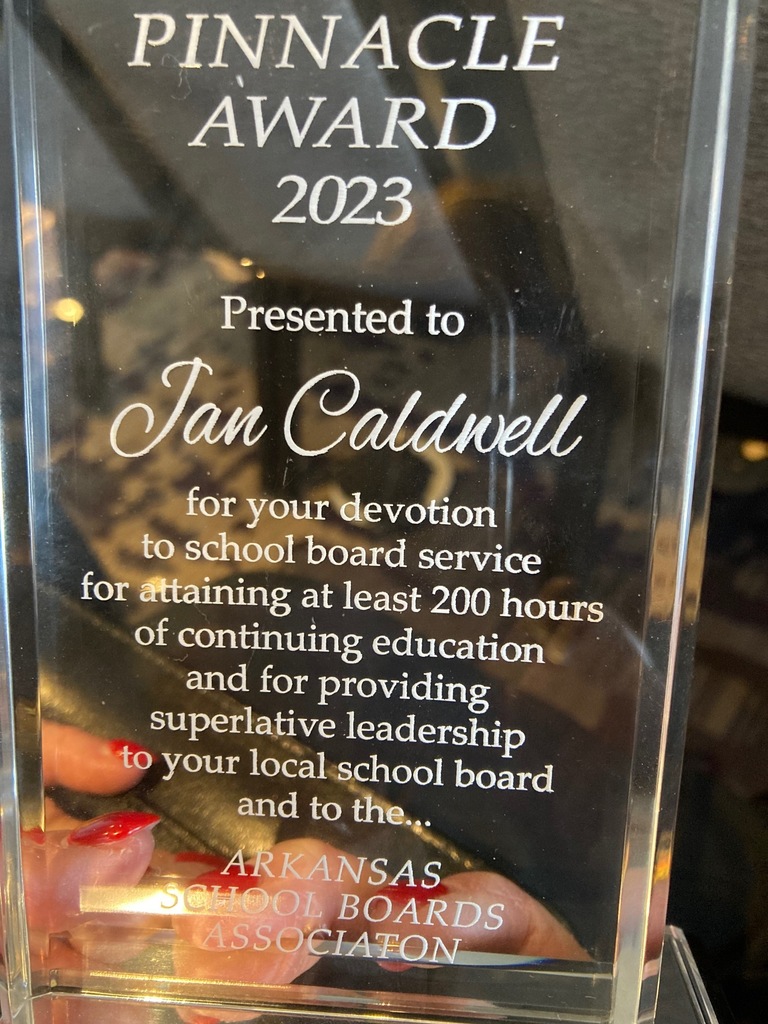 PINNACLE
AWARD
2023
Presented to
Jan Caldwell
for your devotion
to school board service
for attaining at least 200 hours
of continuing education
and for providing
superlative leadership
to your local school board
and to the...
ARKANSAS
SCHOOL BOARDS
ASSOCIATON